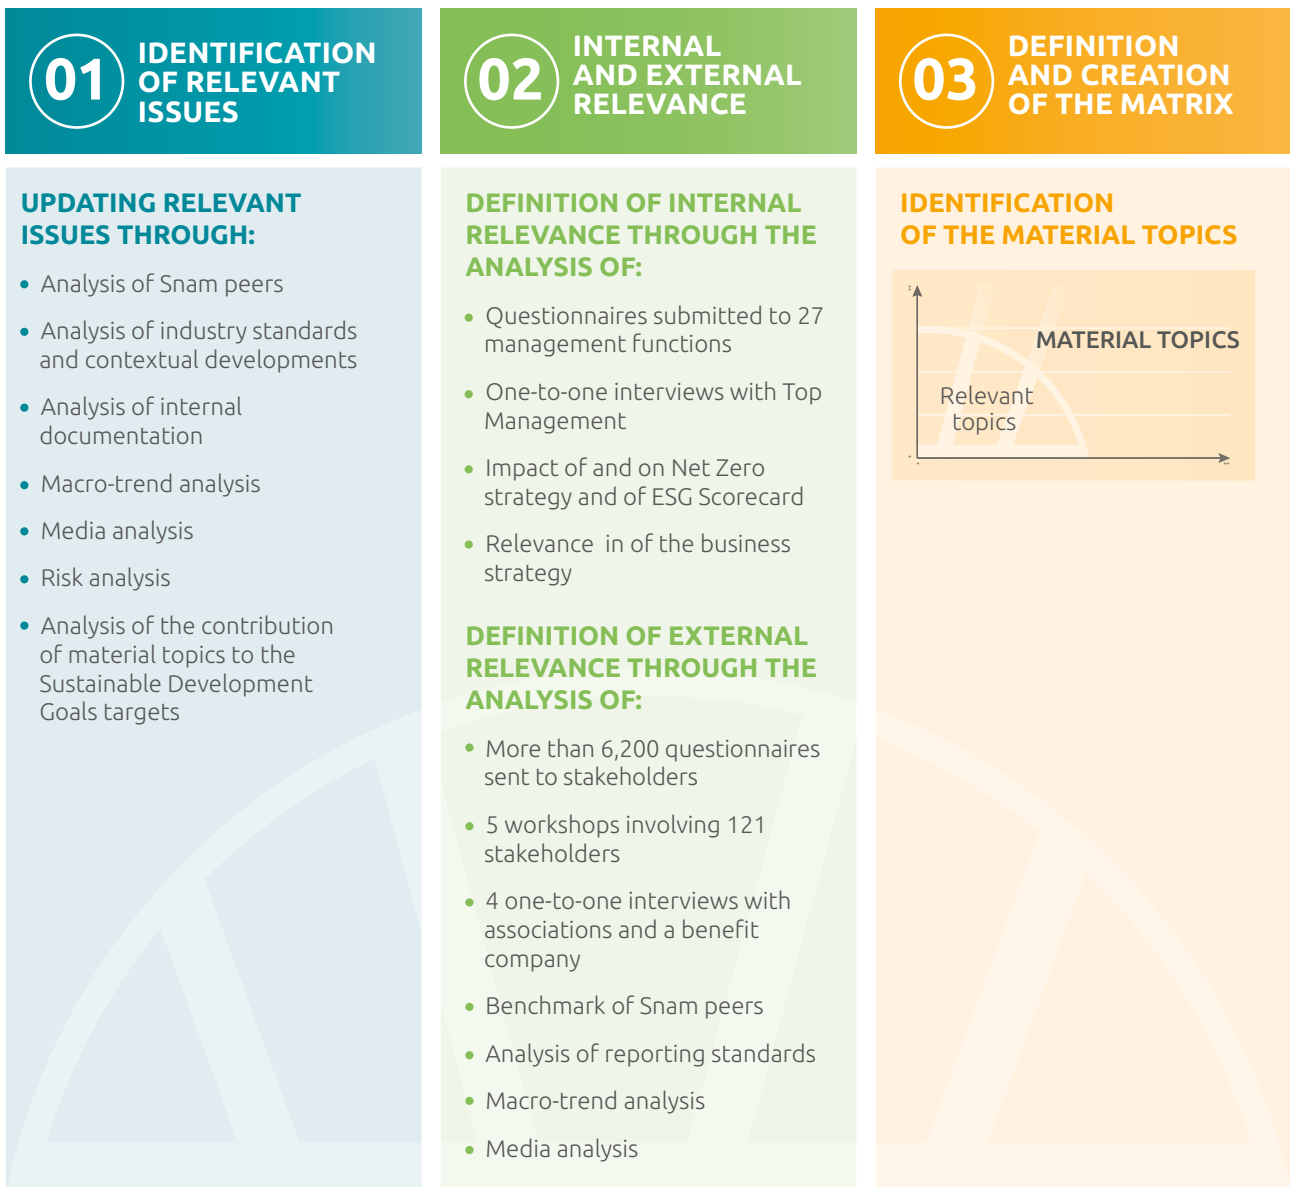 01
IDENTIFICATION
OF RELEVANT
ISSUES
UPDATING RELEVANT
ISSUES THROUGH:
• Analysis of Snam peers
• Analysis of industry standards
and contextual developments
• Analysis of internal
documentation
• Macro-trend analysis
• Media analysis
• Risk analysis
• Analysis of the contribution
of material topics to the
Sustainable Development
Goals targets
02
INTERNAL
AND EXTERNAL
RELEVANCE
DEFINITION OF INTERNAL
RELEVANCE THROUGH THE
ANALYSIS OF:
• Questionnaires submitted to 27
management functions
• One-to-one interviews with Top
Management
• Impact of and on Net Zero
strategy and of ESG Scorecard
• Relevance in of the business
strategy
DEFINITION OF EXTERNAL
RELEVANCE THROUGH THE
ANALYSIS OF:
• More than 6,200 questionnaires
sent to stakeholders
• 5 workshops involving 121
stakeholders
• 4 one-to-one interviews with
associations and a benefit
company
• Benchmark of Snam peers
• Analysis of reporting standards
• Macro-trend analysis
• Media analysis
03
DEFINITION
AND CREATION
OF THE MATRIX
IDENTIFICATION
OF THE MATERIAL TOPICS
MATERIAL TOPICS
Relevant
topics